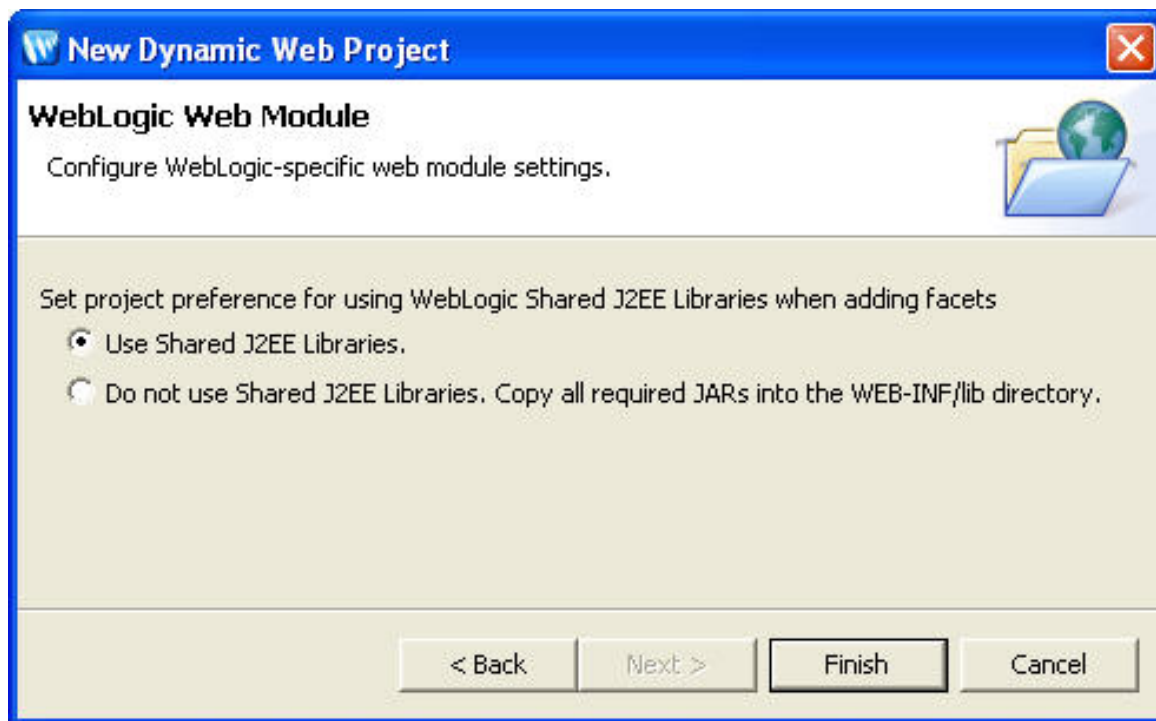 New Dynamic Web Project
WebLogic Web Module
Configure WebLogic-specific web module settings.
Set project preference for using WebLogic Shared J2EE Libraries when adding facets
Use Shared J2EE Libraries.
Do not use Shared J2EE Libraries. Copy all required JARs into the WEB-INF/lib directory.
< Back Next > Finish Cancel